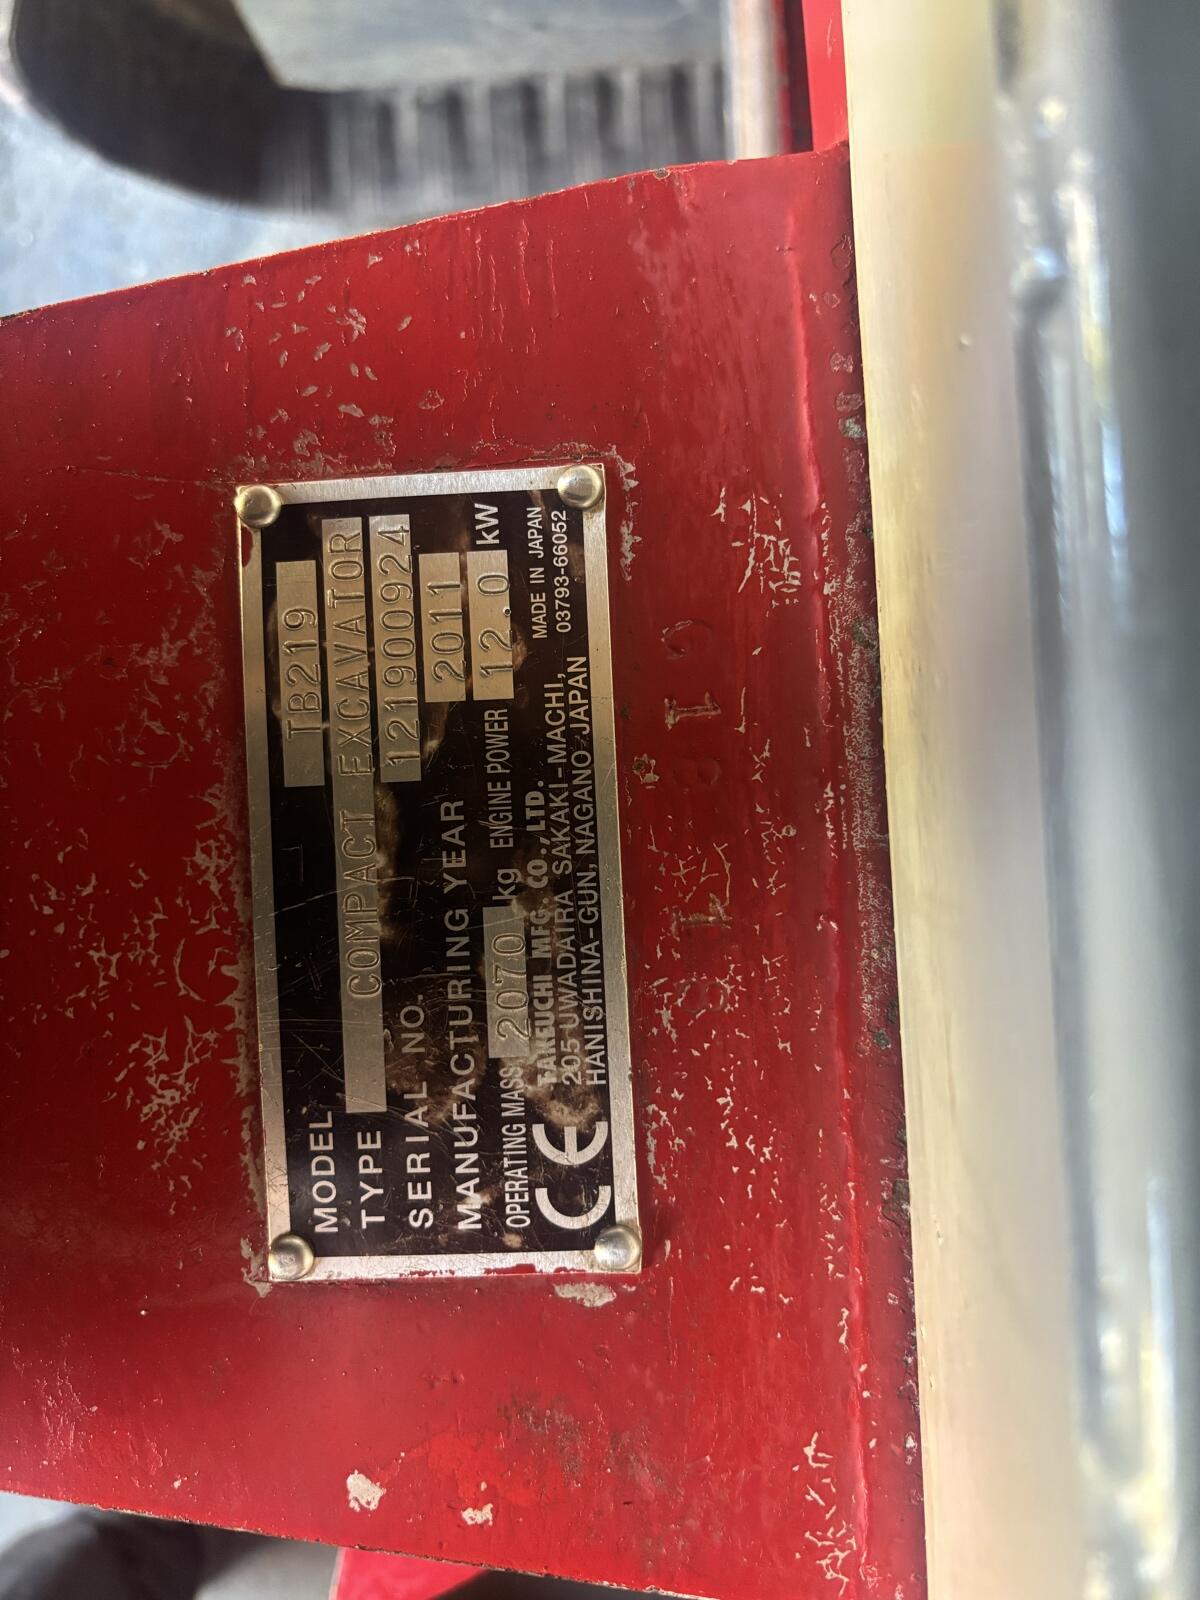 MODEL TB219
TYPE COMPACT EXCAVATOR
SERIAL NO. 121900924
MANUFACTURING YEAR 2011
OPERATING MASS 2070 kg ENGINE POWER 12.0 kW
CE
TAKEUCHI MFG. CO., LTD.
205 UWADAIRA SAKAKI-MACHI,
HANISHINA-GUN, NAGANO JAPAN
MADE IN JAPAN
03793-66052